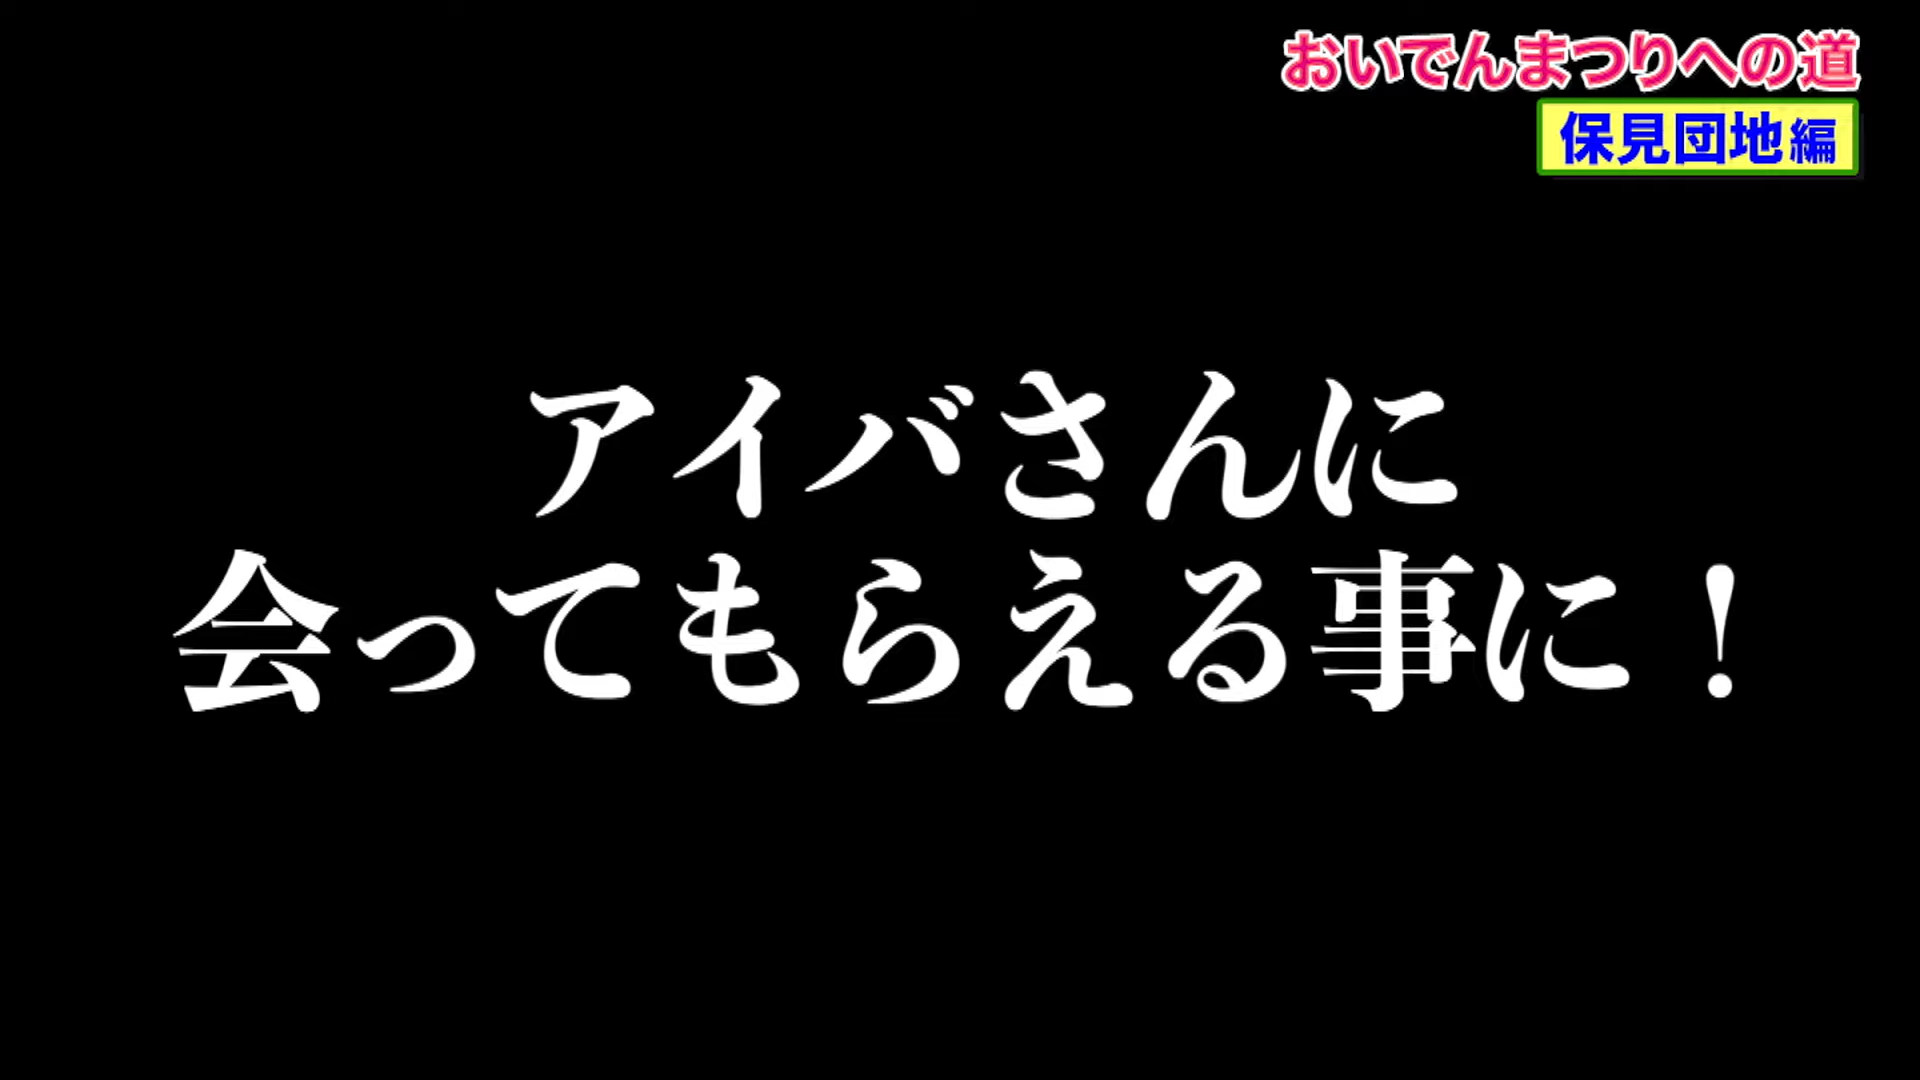 おいでんまつりへの道
保見団地編
アイバさんに
会ってもらえる事に！